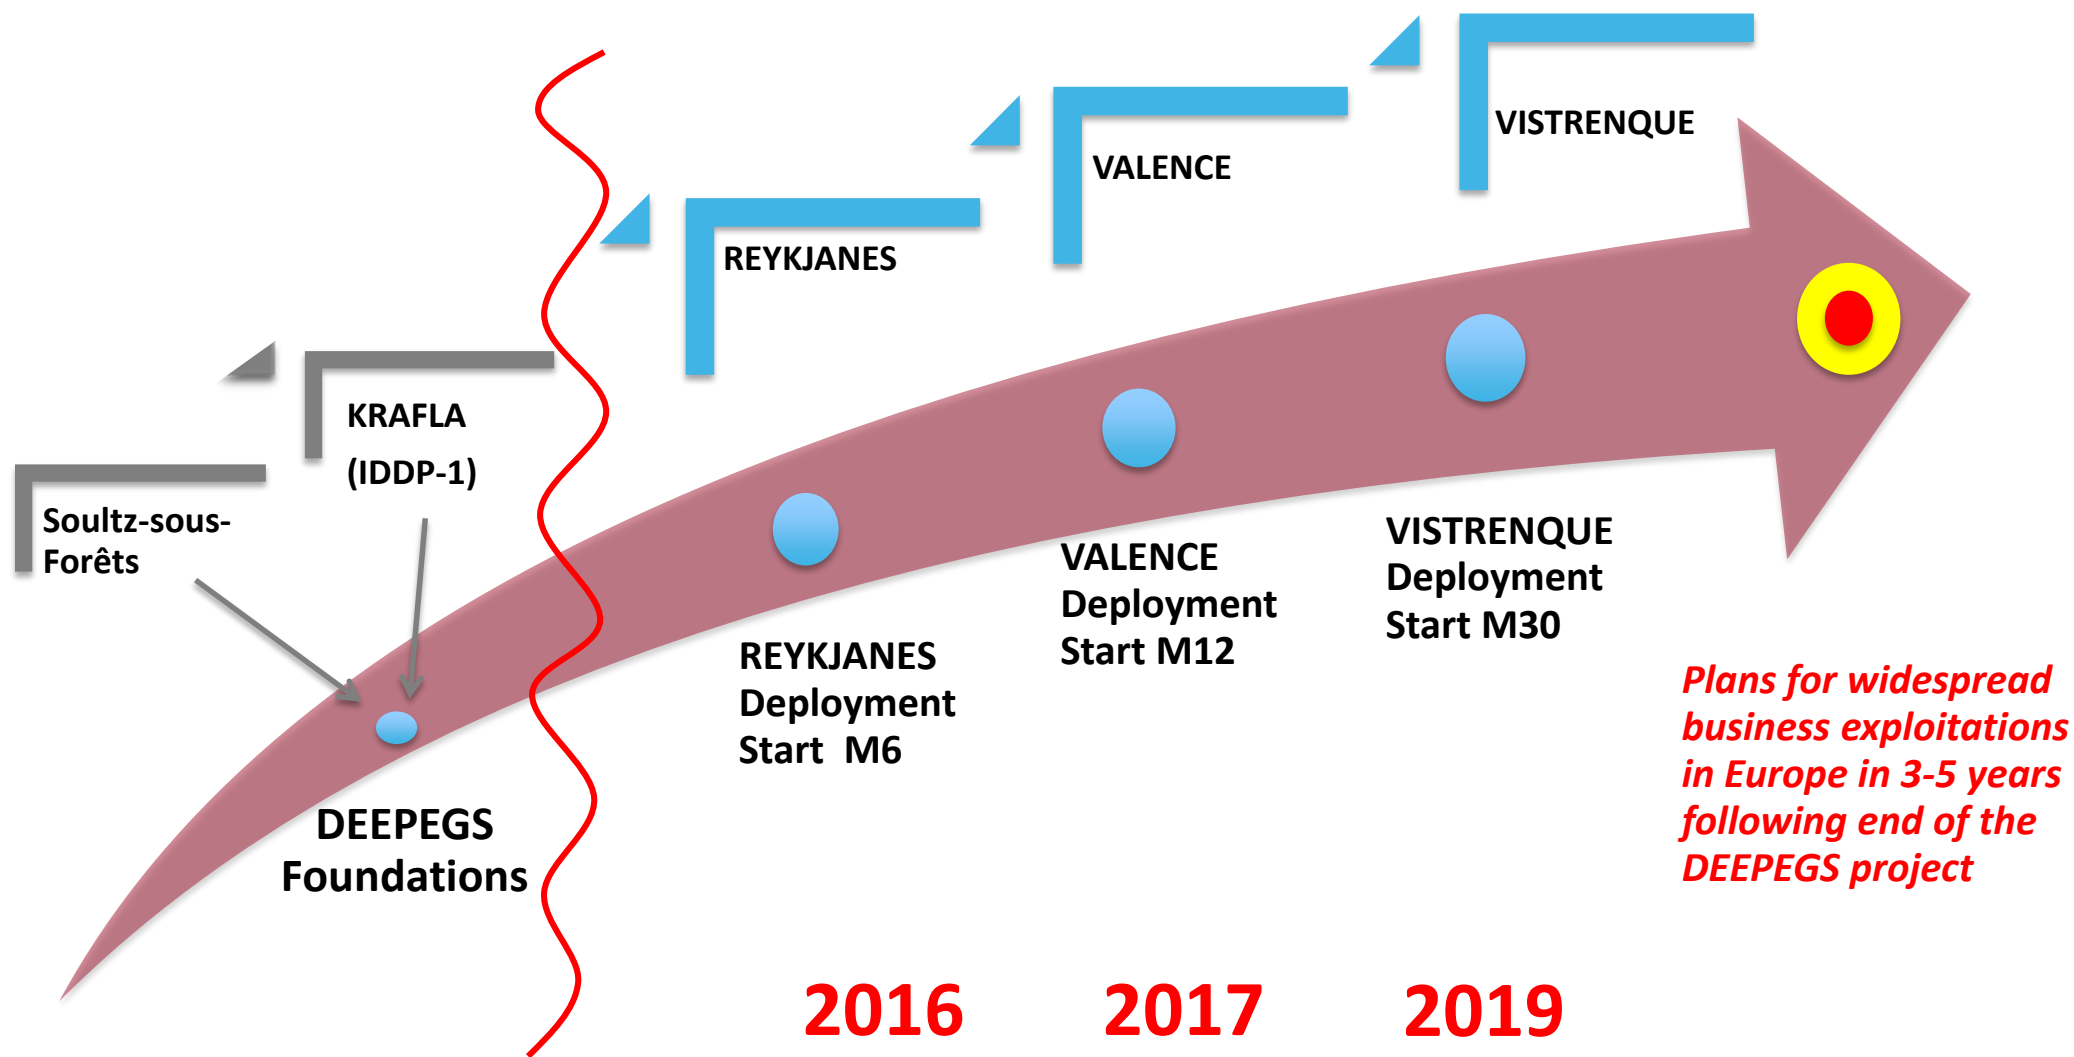 VISTRENQUE
VALENCE
REYKJANES
KRAFLA
(IDDP-1)
Soultz-sous-
Forêts
DEEPEGS
Foundations
REYKJANES
Deployment
Start M6
VALENCE
Deployment
Start M12
VISTRENQUE
Deployment
Start M30
Plans for widespread
business exploitations
in Europe in 3-5 years
following end of the
DEEPEGS project
2016
2017
2019